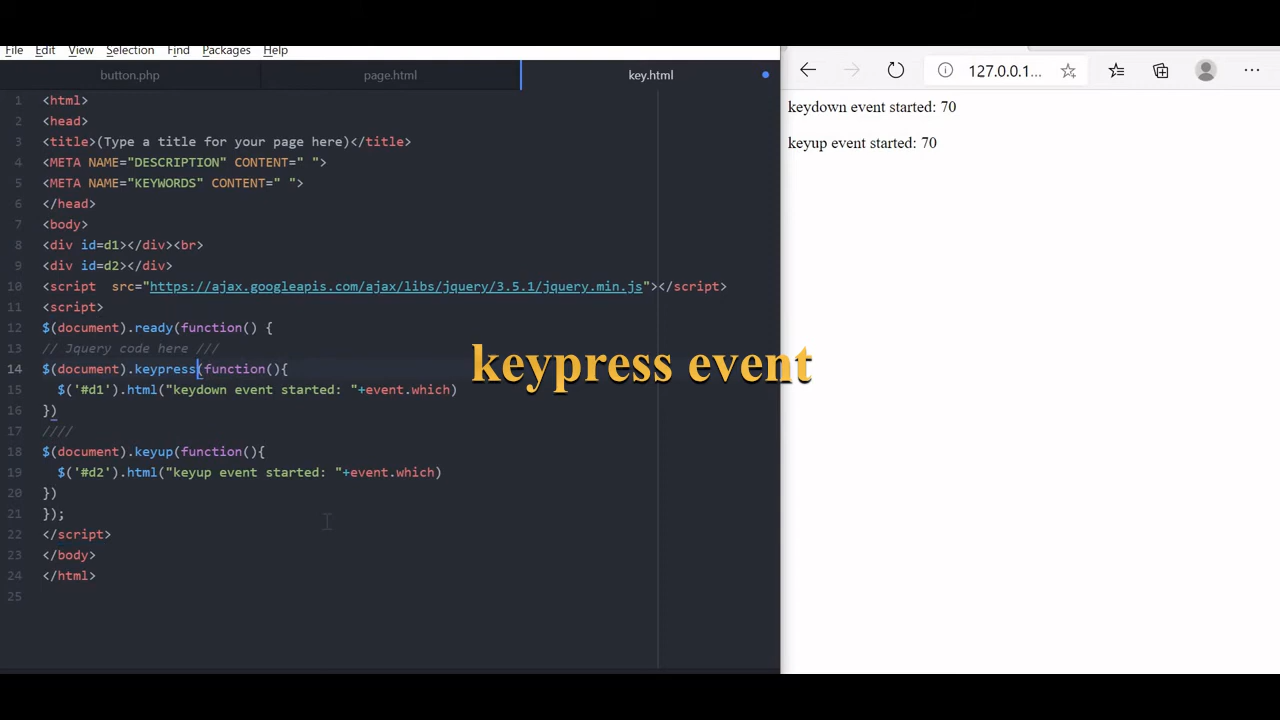 File Edit View Selection Find Packages Help
button.php page.html key.html
127.0.0.1...
1 <html>
2 <head>
3 <title>(Type a title for your page here)</title>
4 <META NAME="DESCRIPTION" CONTENT=" ">
5 <META NAME="KEYWORDS" CONTENT=" ">
6 </head>
7 <body>
8 <div id=d1></div><br>
9 <div id=d2></div>
10 <script  src="https://ajax.googleapis.com/ajax/libs/jquery/3.5.1/jquery.min.js"></script>
11 <script>
12 $(document).ready(function() {
13 // Jquery code here ///
14 $(document).keypress(function(){
15 $('#d1').html("keydown event started: "+event.which)
16 })
17 ////
18 $(document).keyup(function(){
19 $('#d2').html("keyup event started: "+event.which)
20 })
21 });
22 </script>
23 </body>
24 </html>
25
keypress event
keydown event started: 70
keyup event started: 70